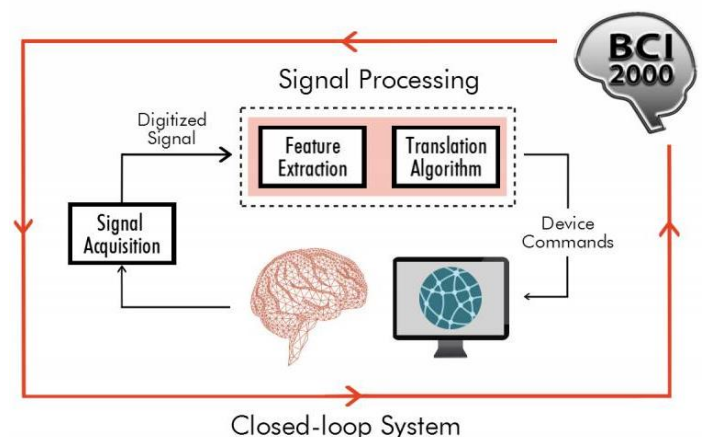 BCI
2000
Signal Processing
Digitized
Signal
Feature
Extraction
Translation
Algorithm
Signal
Acquisition
Device
Commands
Closed-loop System